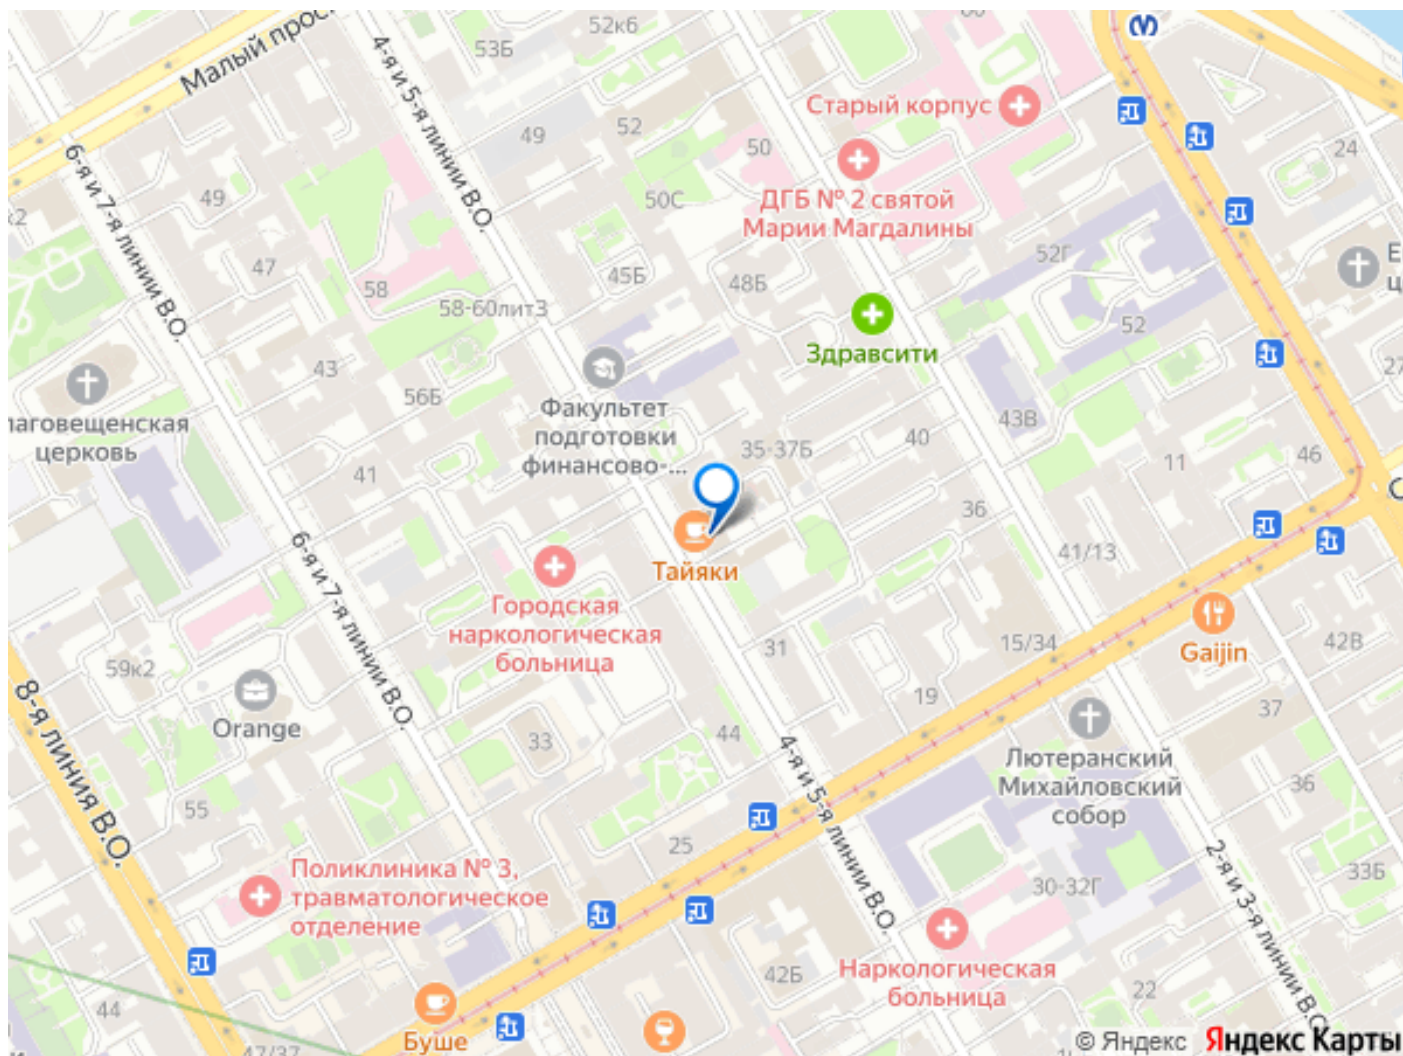 52к6
4-я и 5-я линии В.О.
53Б
Малый
Старый корпус
49
52
50
24
6-я и 7-я линии В.О.
49
50С
ДГБ № 2 святой
Марии Магдалины
47
45Б
48Б
52Г
58
58-60лит3
52
Здравсити
43
56Б
27
церковь
Факультет
подготовки
финансово-...
43В
35-37Б
40
46
41
11
36
Тайяки
41/13
6-я и 7-я линии В.О.
Городская
наркологическая
больница
31
15/34
Gaijin
42В
59к2
8-я линия В.О.
Orange
33
44
19
37
4-я и 5-я линии В.О.
Лютеранский
Михайловский
собор
36
55
25
2-я и 3-я линии В.О.
33Б
30-32Г
Поликлиника № 3,
травматологическое
отделение
42Б
Наркологическая
больница
22
44
Буше
47/37
© Яндекс Яндекс Карты